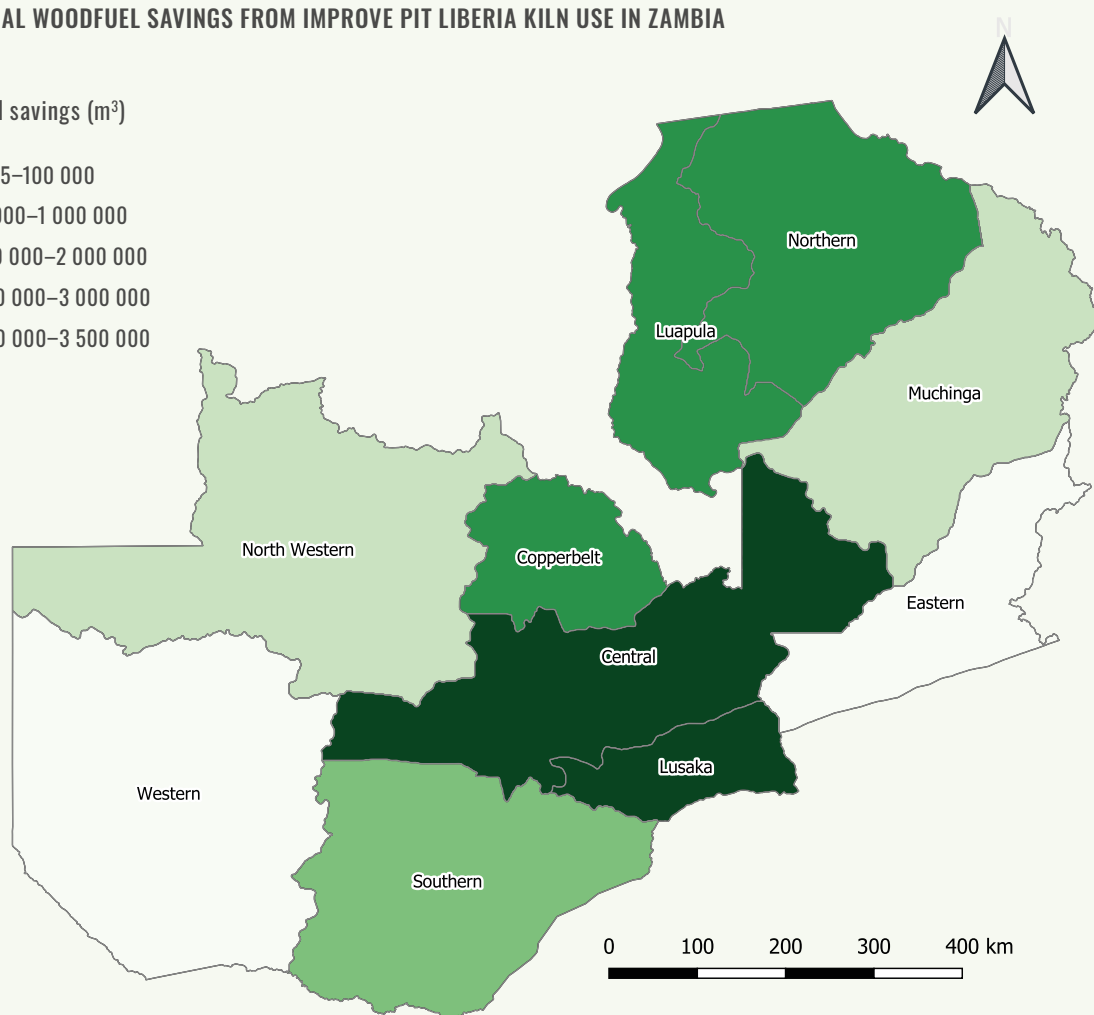 AL WOODFUEL SAVINGS FROM IMPROVE PIT LIBERIA KILN USE IN ZAMBIA
N
l savings (m³)
5–100 000
000–1 000 000
0 000–2 000 000
0 000–3 000 000
0 000–3 500 000
Northern
Luapula
Muchinga
North Western
Copperbelt
Eastern
Central
Lusaka
Western
Southern
0 100 200 300 400 km